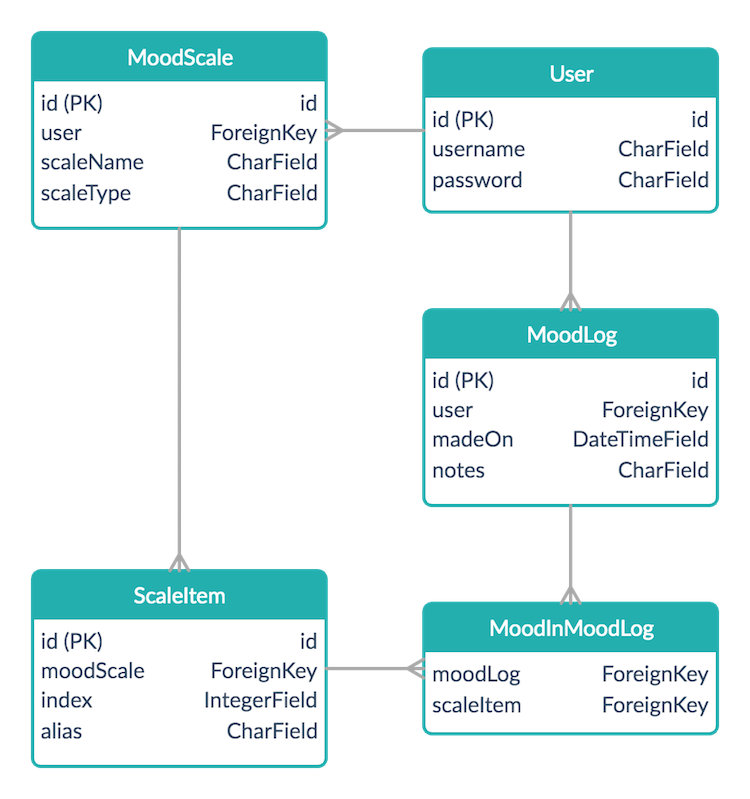 MoodScale
id (PK) id
user ForeignKey
scaleName CharField
scaleType CharField
User
id (PK) id
username CharField
password CharField
MoodLog
id (PK) id
user ForeignKey
madeOn DateTimeField
notes CharField
ScaleItem
id (PK) id
moodScale ForeignKey
index IntegerField
alias CharField
MoodInMoodLog
moodLog ForeignKey
scaleItem ForeignKey